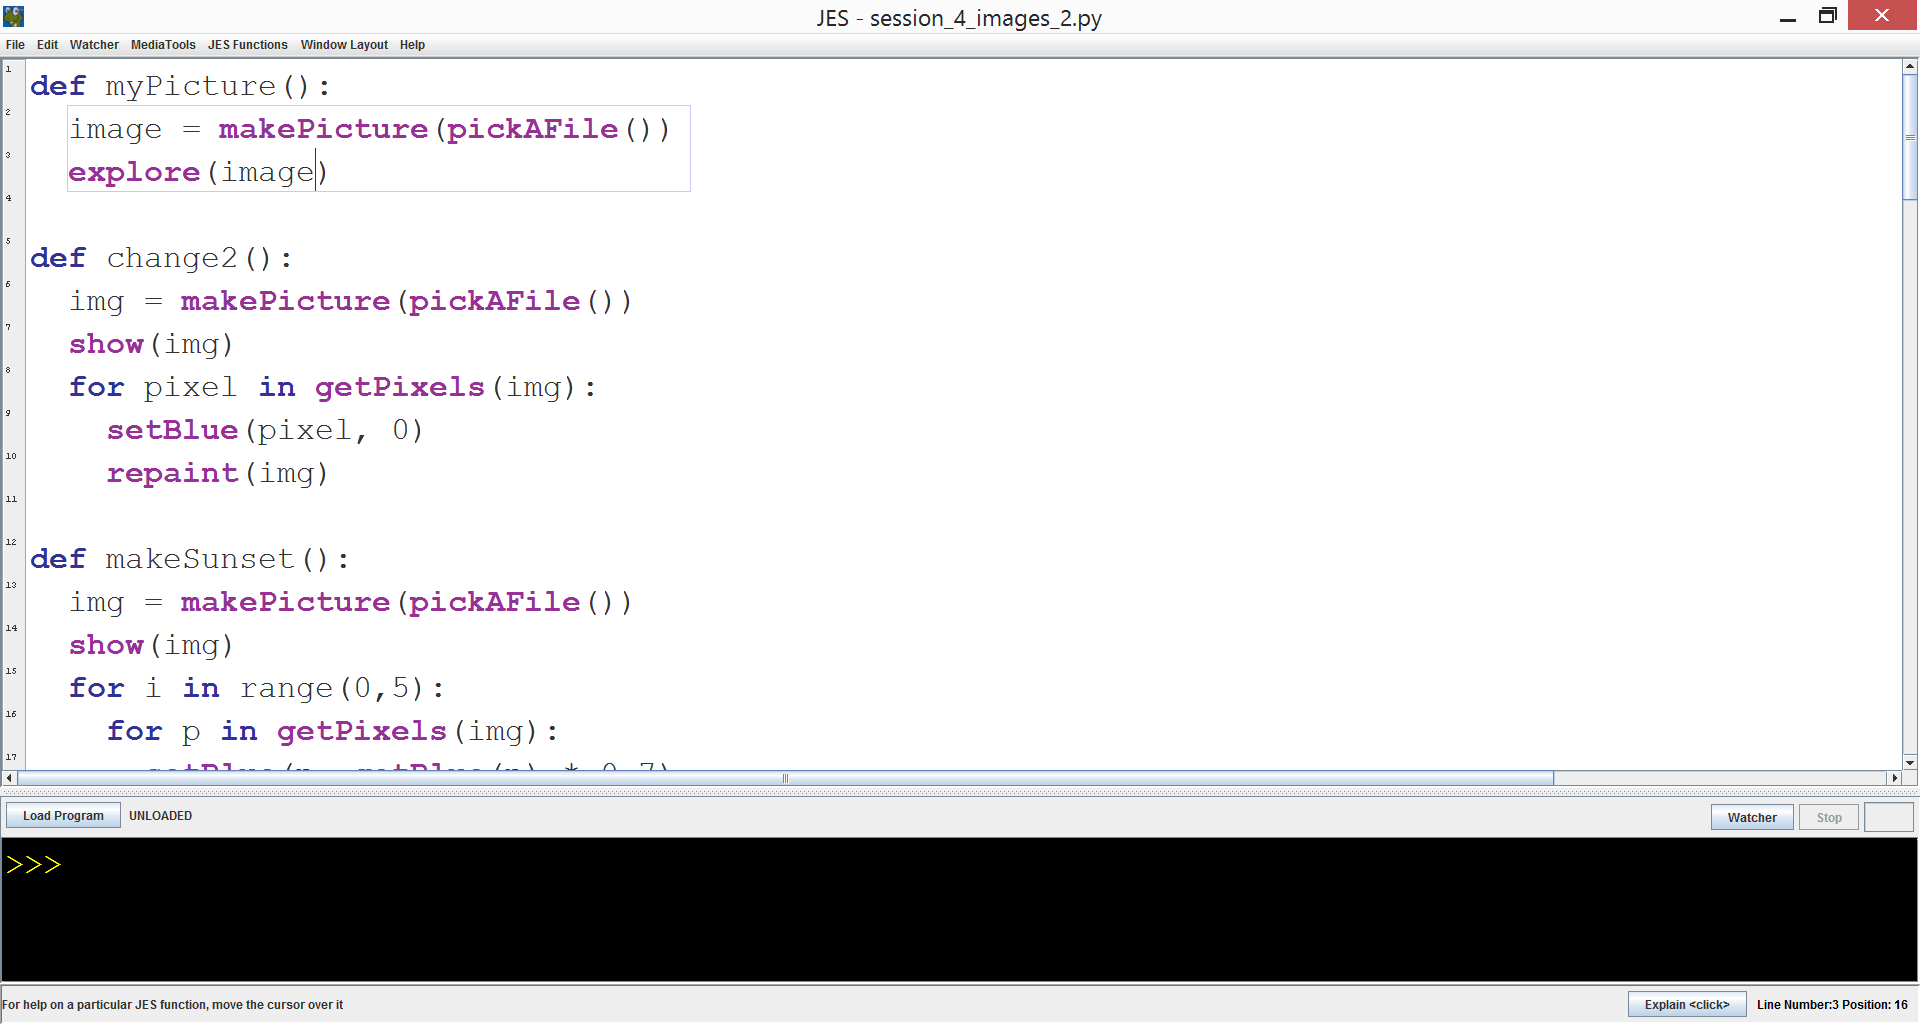 JES - session_4_images_2.py
File Edit Watcher MediaTools JES Functions Window Layout Help
1 def myPicture():
2   image = makePicture(pickAFile())
3   explore(image)
4
5 def change2():
6   img = makePicture(pickAFile())
7   show(img)
8   for pixel in getPixels(img):
9     setBlue(pixel, 0)
10     repaint(img)
11
12 def makeSunset():
13   img = makePicture(pickAFile())
14   show(img)
15   for i in range(0,5):
16     for p in getPixels(img):
17
Load Program UNLOADED Watcher Stop
>>>
For help on a particular JES function, move the cursor over it Explain <click> Line Number:3 Position: 16